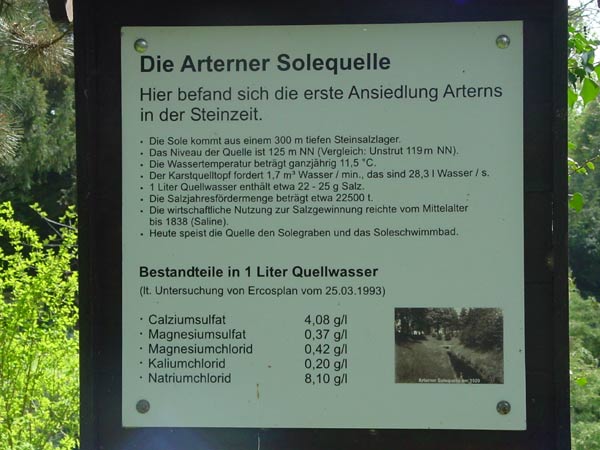 Die Arterner Solequelle
Hier befand sich die erste Ansiedlung Arterns
in der Steinzeit.
• Die Sole kommt aus einem 300 m tiefen Steinsalzlager.
• Das Niveau der Quelle ist 125 m NN (Vergleich: Unstrut 119 m NN).
• Die Wassertemperatur beträgt ganzjährig 11,5 °C.
• Der Karstquelltopf fordert 1,7 m³ Wasser / min., das sind 28,3 l Wasser / s.
• 1 Liter Quellwasser enthält etwa 22 - 25 g Salz.
• Die Salzjahresfördermenge beträgt etwa 22500 t.
• Die wirtschaftliche Nutzung zur Salzgewinnung reichte vom Mittelalter
bis 1838 (Saline).
• Heute speist die Quelle den Solegraben und das Soleschwimmbad.
Bestandteile in 1 Liter Quellwasser
(lt. Untersuchung von Ercosplan vom 25.03.1993)
· Calziumsulfat 4,08 g/l
· Magnesiumsulfat 0,37 g/l
· Magnesiumchlorid 0,42 g/l
· Kaliumchlorid 0,20 g/l
· Natriumchlorid 8,10 g/l
Arterner Solequelle um 1920